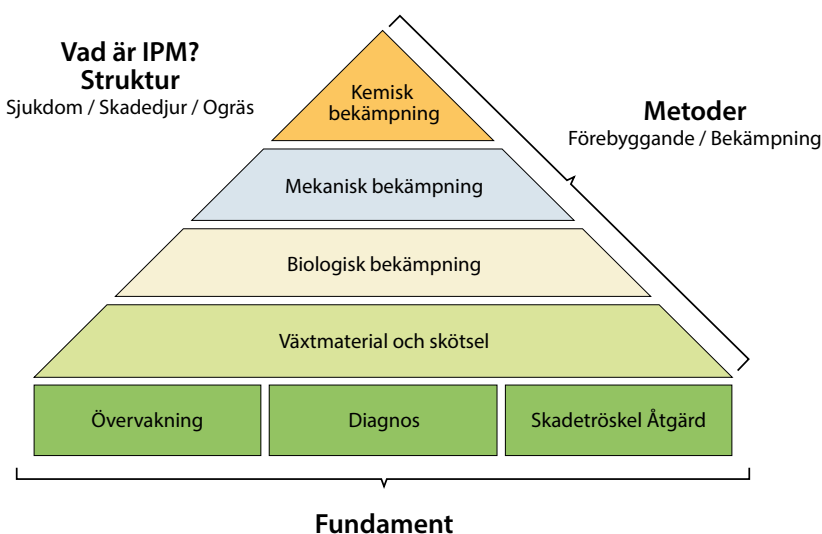 Vad är IPM?
Struktur
Sjukdom / Skadedjur / Ogräs
Kemisk
bekämpning
Metoder
Förebyggande / Bekämpning
Mekanisk bekämpning
Biologisk bekämpning
Växtmaterial och skötsel
Övervakning
Diagnos
Skadetröskel Åtgärd
Fundament